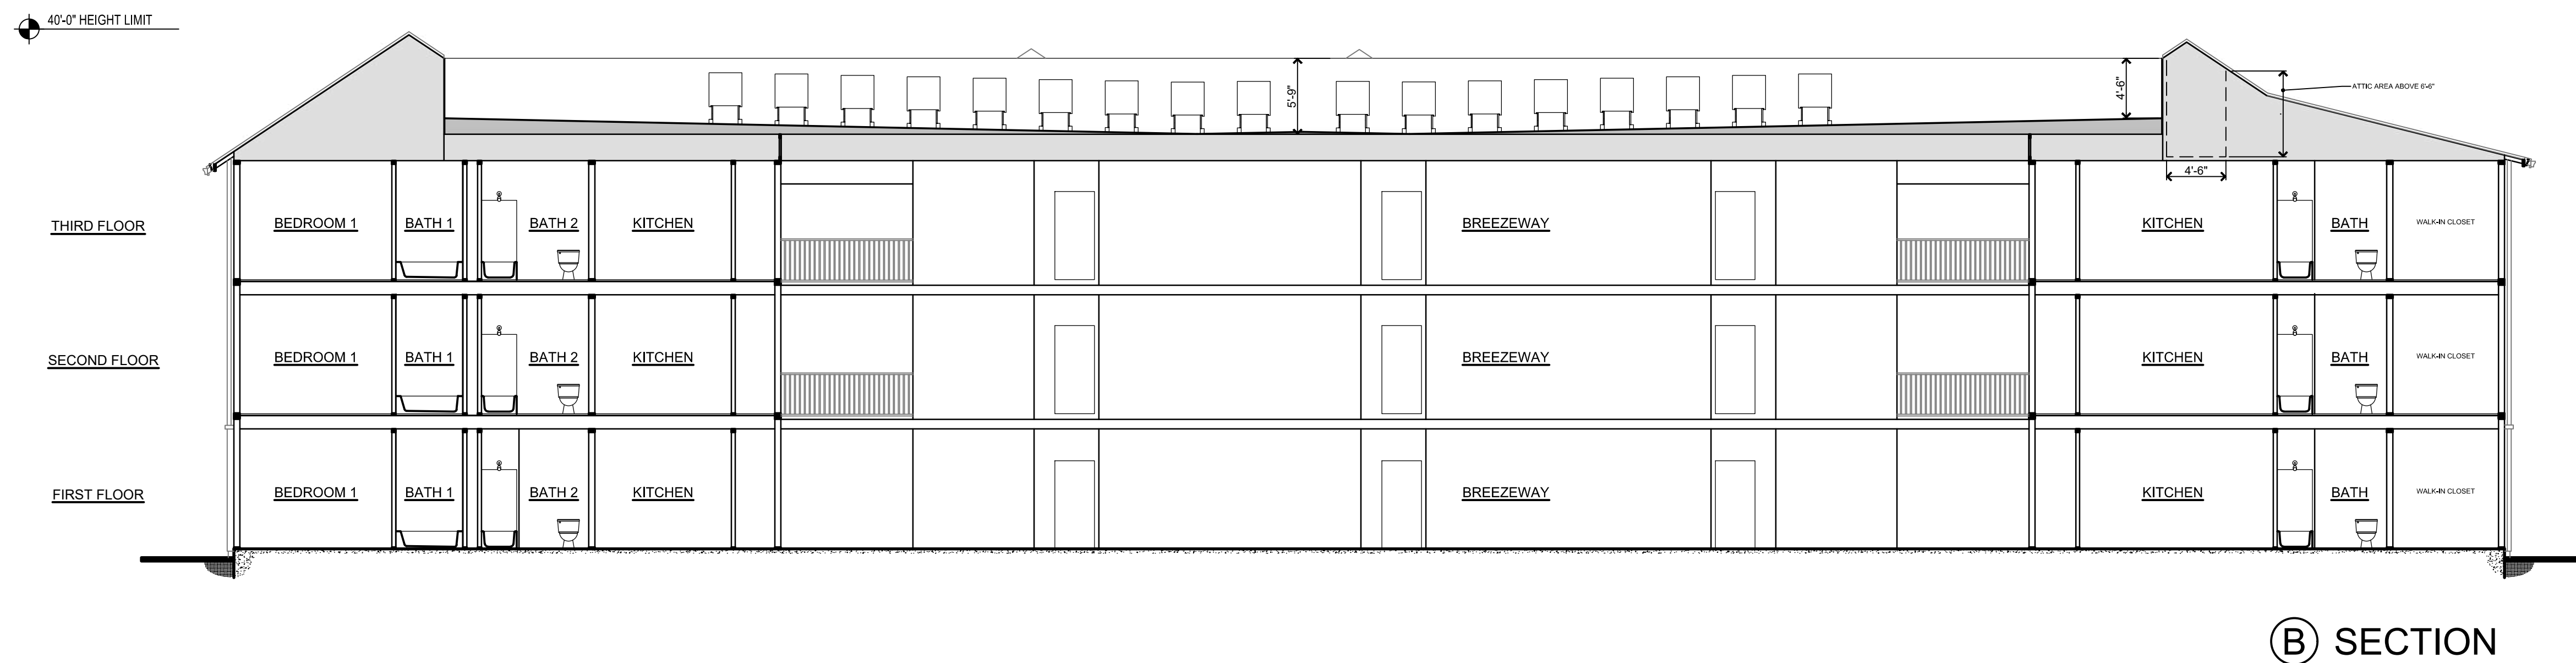 40'-0" HEIGHT LIMIT
5'-9"
4'-6"
ATTIC AREA ABOVE 6'-6"
4'-6"
THIRD FLOOR
BEDROOM 1
BATH 1
BATH 2
KITCHEN
BREEZEWAY
KITCHEN
BATH
WALK-IN CLOSET
SECOND FLOOR
BEDROOM 1
BATH 1
BATH 2
KITCHEN
BREEZEWAY
KITCHEN
BATH
WALK-IN CLOSET
FIRST FLOOR
BEDROOM 1
BATH 1
BATH 2
KITCHEN
BREEZEWAY
KITCHEN
BATH
WALK-IN CLOSET
B SECTION